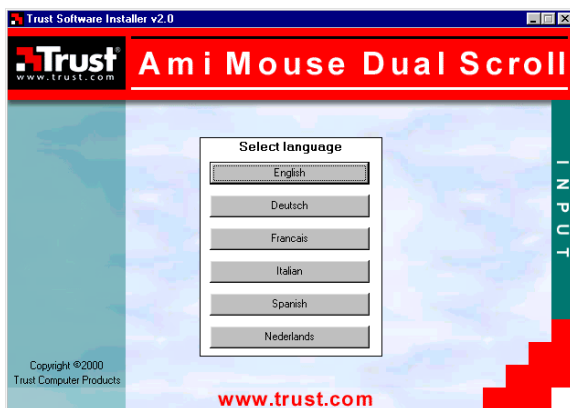 Trust Software Installer v2.0
Trust
www.trust.com
Ami Mouse Dual Scroll
Select language
English
Deutsch
Francais
Italian
Spanish
Nederlands
INPUT
Copyright ©2000
Trust Computer Products
www.trust.com